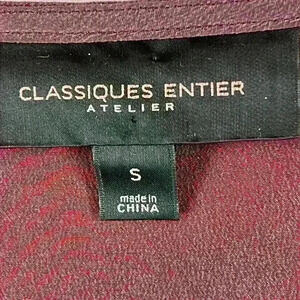 CLASSIQUES ENTIER
ATELIER
S
made in
CHINA